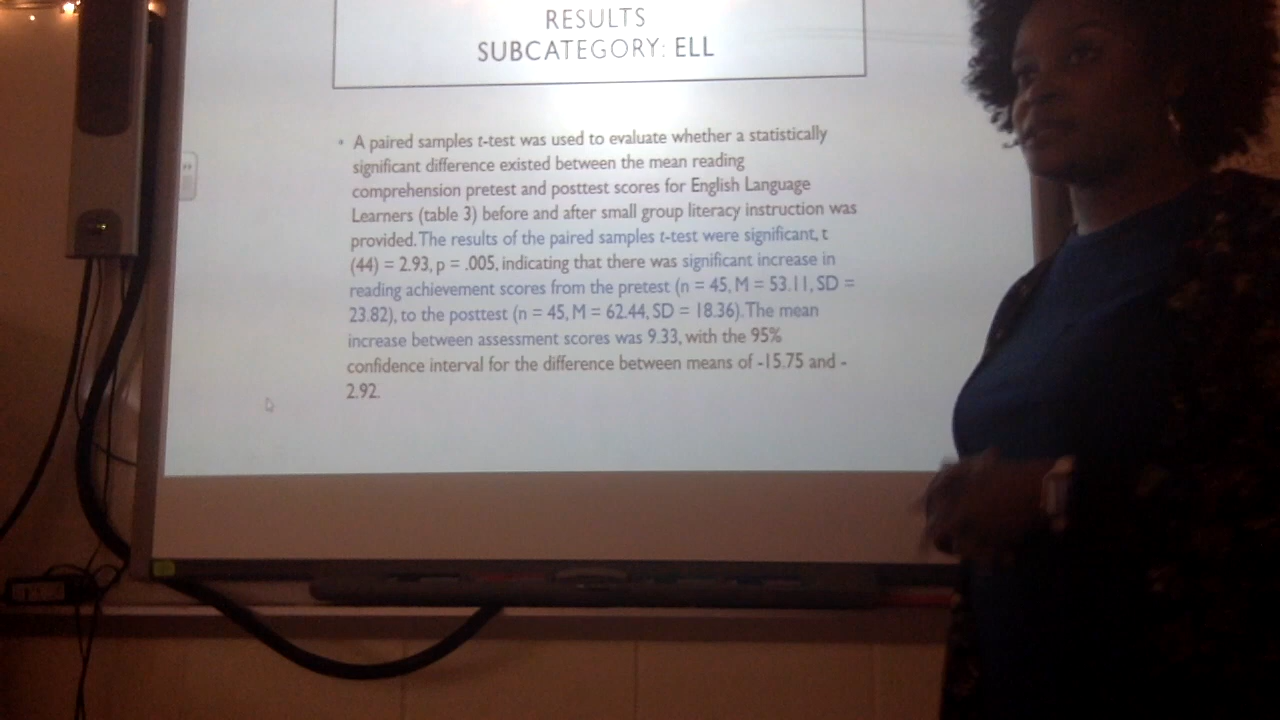 RESULTS
SUBCATEGORY: ELL
• A paired samples t-test was used to evaluate whether a statistically
significant difference existed between the mean reading
comprehension pretest and posttest scores for English Language
Learners (table 3) before and after small group literacy instruction was
provided. The results of the paired samples t-test were significant, t
(44) = 2.93, p = .005, indicating that there was significant increase in
reading achievement scores from the pretest (n = 45, M = 53.11, SD =
23.82), to the posttest (n = 45, M = 62.44, SD = 18.36). The mean
increase between assessment scores was 9.33, with the 95%
confidence interval for the difference between means of -15.75 and -
2.92.